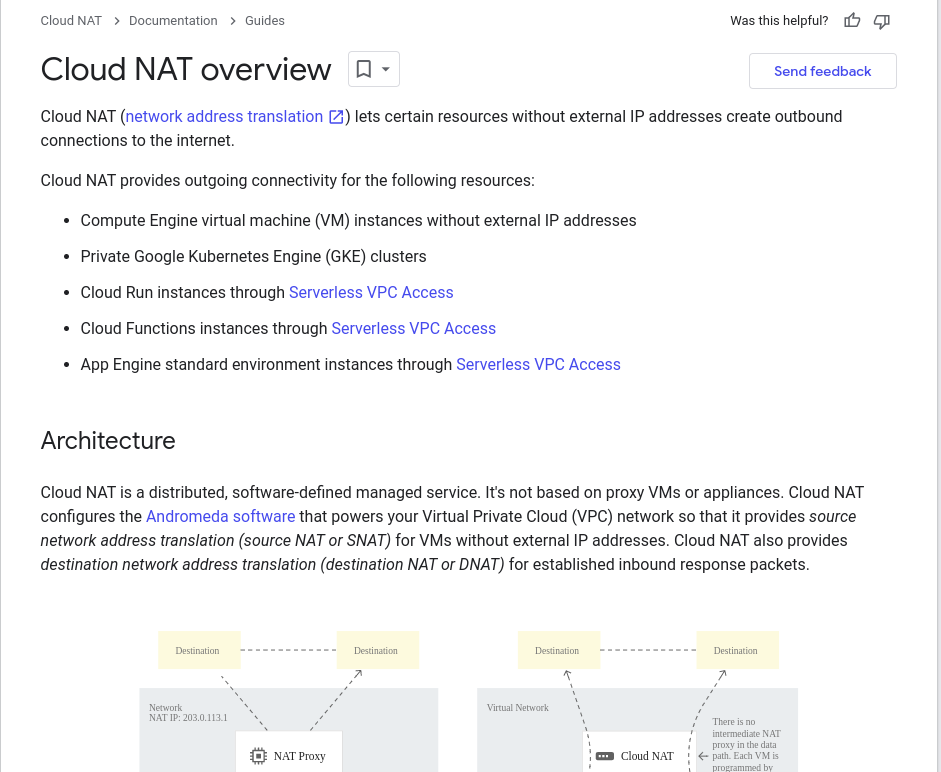 Cloud NAT > Documentation > Guides
Was this helpful?
Cloud NAT overview
Send feedback
Cloud NAT (network address translation) lets certain resources without external IP addresses create outbound
connections to the internet.
Cloud NAT provides outgoing connectivity for the following resources:
• Compute Engine virtual machine (VM) instances without external IP addresses
• Private Google Kubernetes Engine (GKE) clusters
• Cloud Run instances through Serverless VPC Access
• Cloud Functions instances through Serverless VPC Access
• App Engine standard environment instances through Serverless VPC Access
Architecture
Cloud NAT is a distributed, software-defined managed service. It's not based on proxy VMs or appliances. Cloud NAT
configures the Andromeda software that powers your Virtual Private Cloud (VPC) network so that it provides source
network address translation (source NAT or SNAT) for VMs without external IP addresses. Cloud NAT also provides
destination network address translation (destination NAT or DNAT) for established inbound response packets.
Destination
Destination
Network
NAT IP: 203.0.113.1
NAT Proxy
Destination
Destination
Virtual Network
Cloud NAT
There is no
intermediate NAT
proxy in the data
path. Each VM is
programmed by